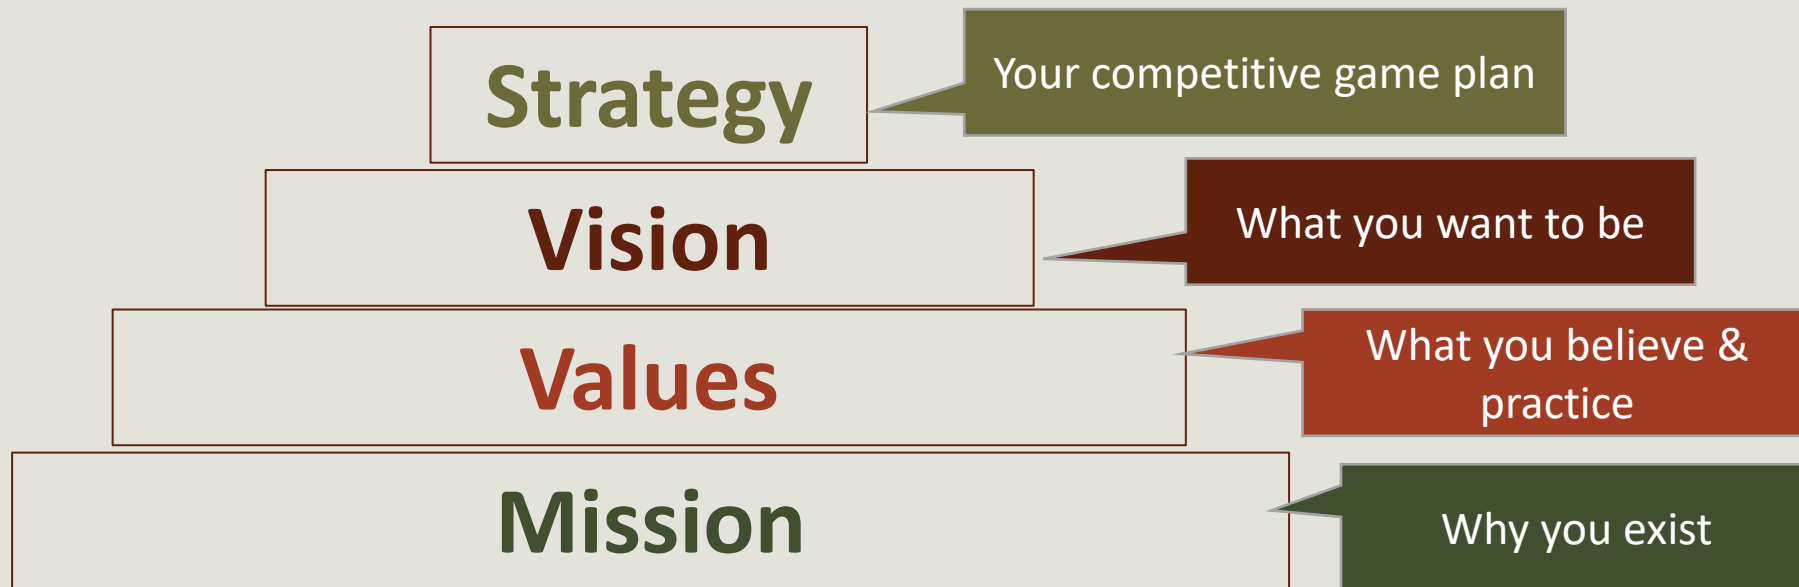 Strategy
Your competitive game plan
Vision
What you want to be
Values
What you believe &
practice
Mission
Why you exist